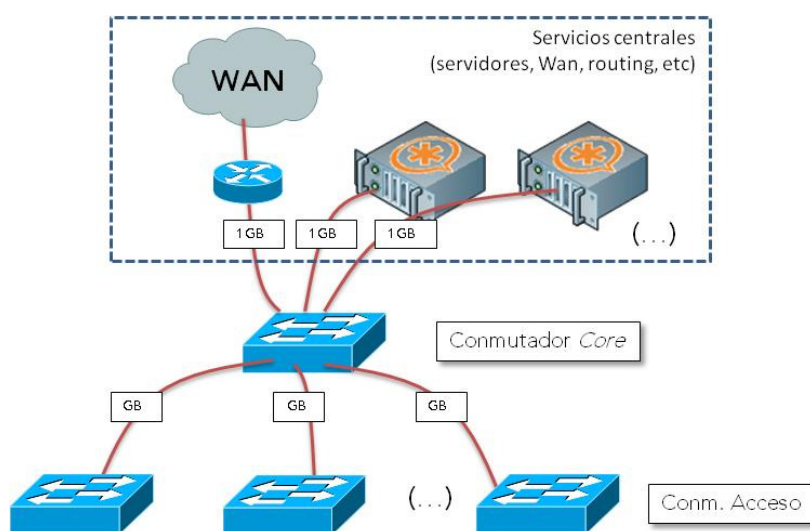 Servicios centrales
(servidores, Wan, routing, etc)
WAN
1 GB
1 GB
1 GB
(...)
Conmutador Core
GB
GB
GB
(...)
Conm. Acceso